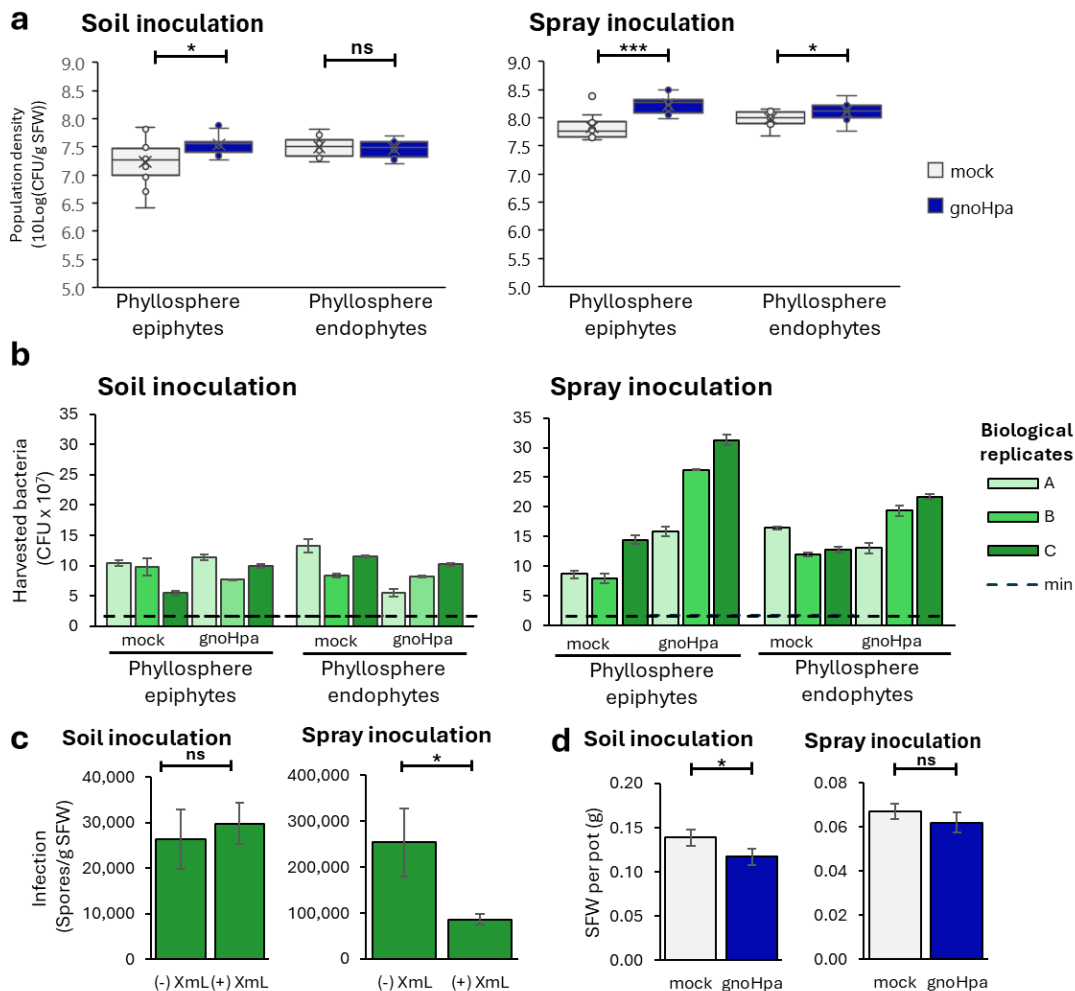 a
Soil inoculation
Spray inoculation
*
ns
***
*
Population density
(10Log(CFU/g SFW))
9.0
8.5
8.0
7.5
7.0
6.5
6.0
5.5
5.0
9.0
8.5
8.0
7.5
7.0
6.5
6.0
5.5
5.0
mock
gnoHpa
Phyllosphere
epiphytes
Phyllosphere
endophytes
Phyllosphere
epiphytes
Phyllosphere
endophytes
b
Soil inoculation
Spray inoculation
Harvested bacteria
(CFU x 10⁷)
35
30
25
20
15
10
5
0
35
30
25
20
15
10
5
0
Biological
replicates
A
B
C
min
mock gnoHpa mock gnoHpa
Phyllosphere
epiphytes
Phyllosphere
endophytes
mock gnoHpa mock gnoHpa
Phyllosphere
epiphytes
Phyllosphere
endophytes
c
Soil inoculation
ns
Spray inoculation
*
Infection
(Spores/g SFW)
40,000
30,000
20,000
10,000
0
(-) XmL (+) XmL
400,000
300,000
200,000
100,000
0
(-) XmL (+) XmL
d
Soil inoculation
*
Spray inoculation
ns
SFW per pot (g)
0.20
0.15
0.10
0.05
0.00
mock gnoHpa
0.08
0.06
0.04
0.02
0.00
mock gnoHpa